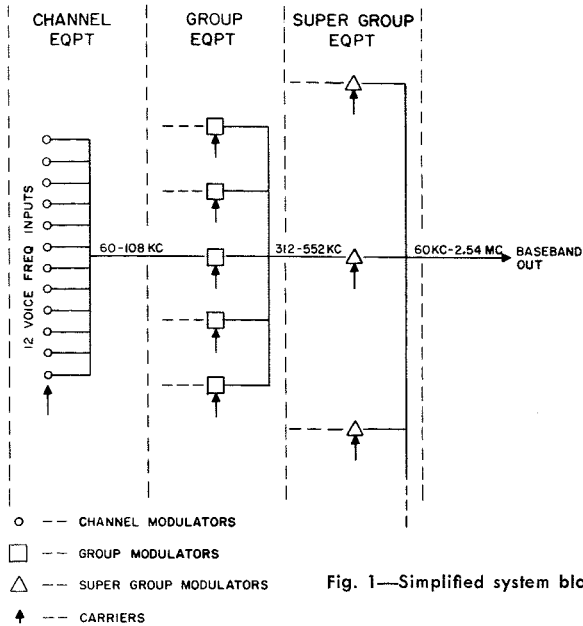 CHANNEL EQPT
GROUP EQPT
SUPER GROUP EQPT
12 VOICE FREQ INPUTS
60-108 KC
312-552 KC
60KC-2.54 MC
BASEBAND OUT
CHANNEL MODULATORS
GROUP MODULATORS
SUPER GROUP MODULATORS
CARRIERS
Fig. 1—Simplified system